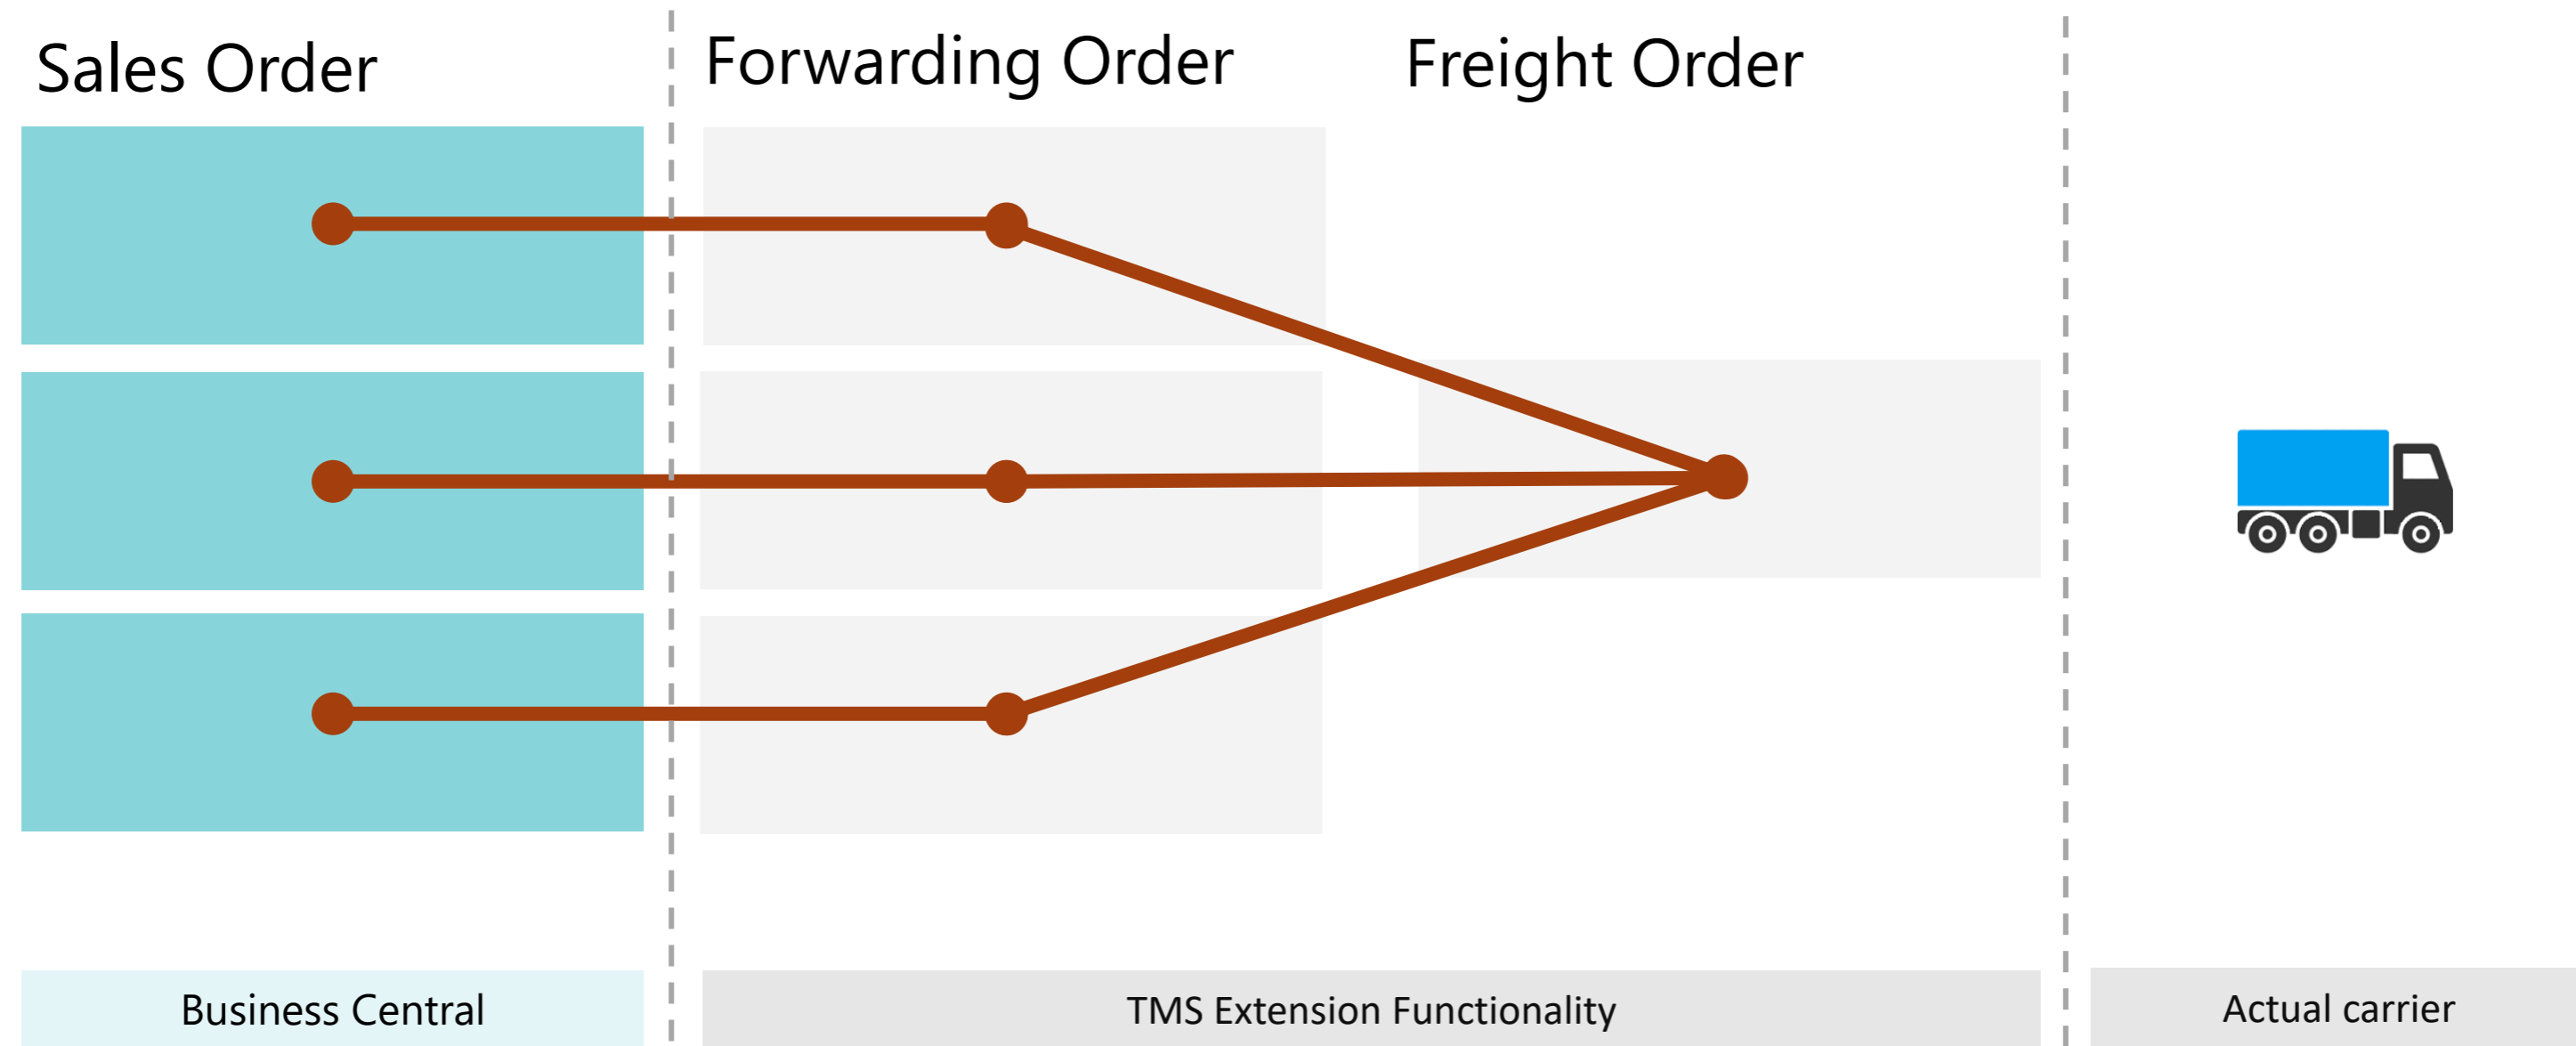 Sales Order
Forwarding Order
Freight Order
Business Central
TMS Extension Functionality
Actual carrier